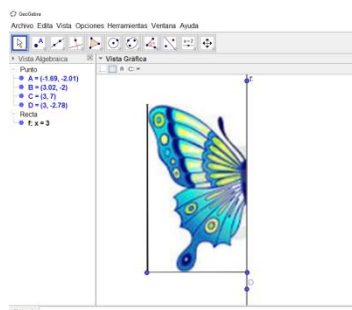 GeoGebra
Archivo Edita Vista Opciones Herramientas Ventana Ayuda
Vista Algebraica
Vista Gráfica
Punto
A = (-1.69, -2.01)
B = (3.02, -2)
C = (3, 7)
D = (3, -2.78)
Recta
f: x = 3